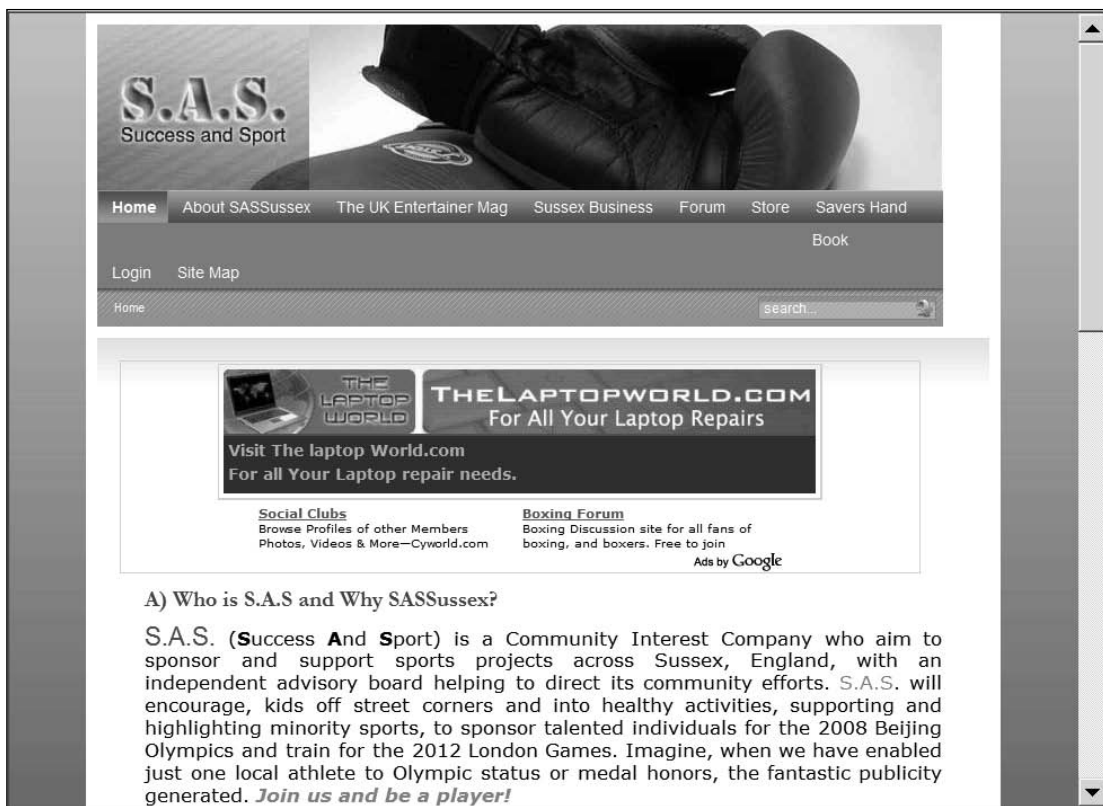 S.A.S.
Success and Sport
Home About SASSussex The UK Entertainer Mag Sussex Business Forum Store Savers Hand
Book
Login Site Map
Home search...
THE
LAPTOP
WORLD
THELAPTOPWORLD.COM
For All Your Laptop Repairs
Visit The laptop World.com
For all Your Laptop repair needs.
Social Clubs
Browse Profiles of other Members
Photos, Videos & More—Cyworld.com
Boxing Forum
Boxing Discussion site for all fans of
boxing, and boxers. Free to join
Ads by Google
A) Who is S.A.S and Why SASSussex?
S.A.S. (Success And Sport) is a Community Interest Company who aim to
sponsor and support sports projects across Sussex, England, with an
independent advisory board helping to direct its community efforts. S.A.S. will
encourage, kids off street corners and into healthy activities, supporting and
highlighting minority sports, to sponsor talented individuals for the 2008 Beijing
Olympics and train for the 2012 London Games. Imagine, when we have enabled
just one local athlete to Olympic status or medal honors, the fantastic publicity
generated. Join us and be a player!